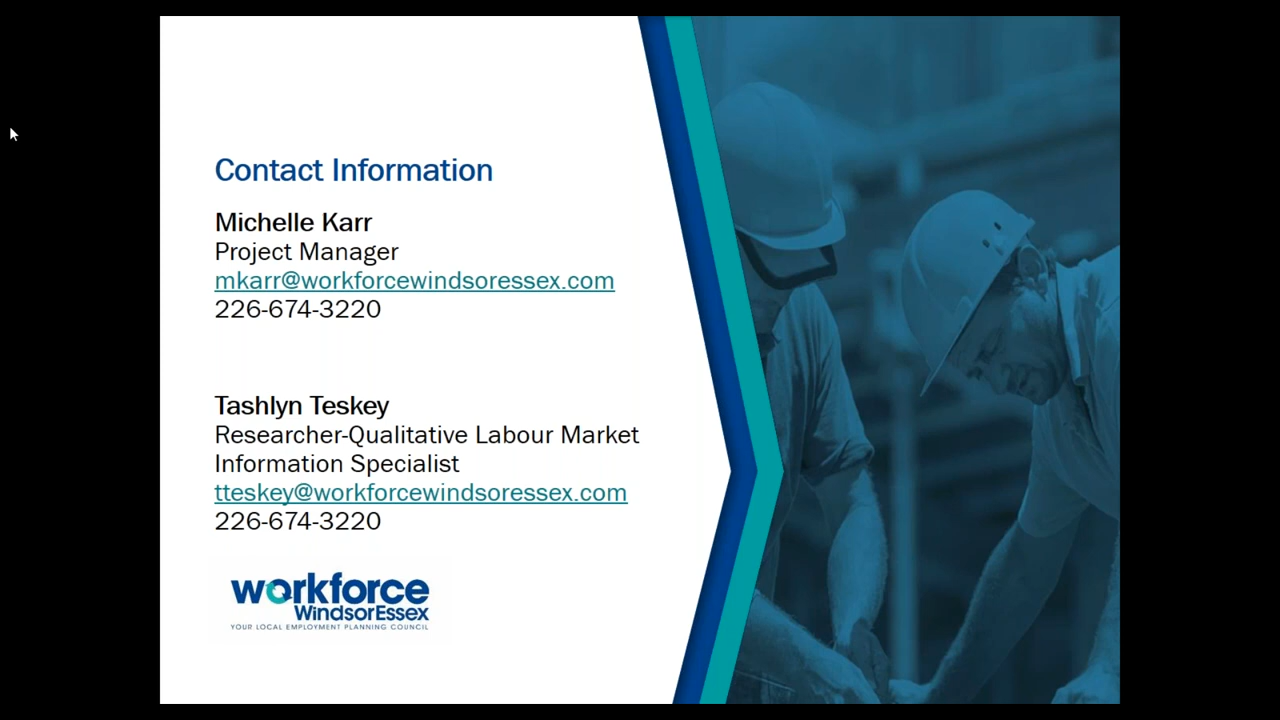 Contact Information
Michelle Karr
Project Manager
mkarr@workforcewindsoressex.com
226-674-3220
Tashlyn Teskey
Researcher-Qualitative Labour Market
Information Specialist
tteskey@workforcewindsoressex.com
226-674-3220
workforce
WindsorEssex
YOUR LOCAL EMPLOYMENT PLANNING COUNCIL